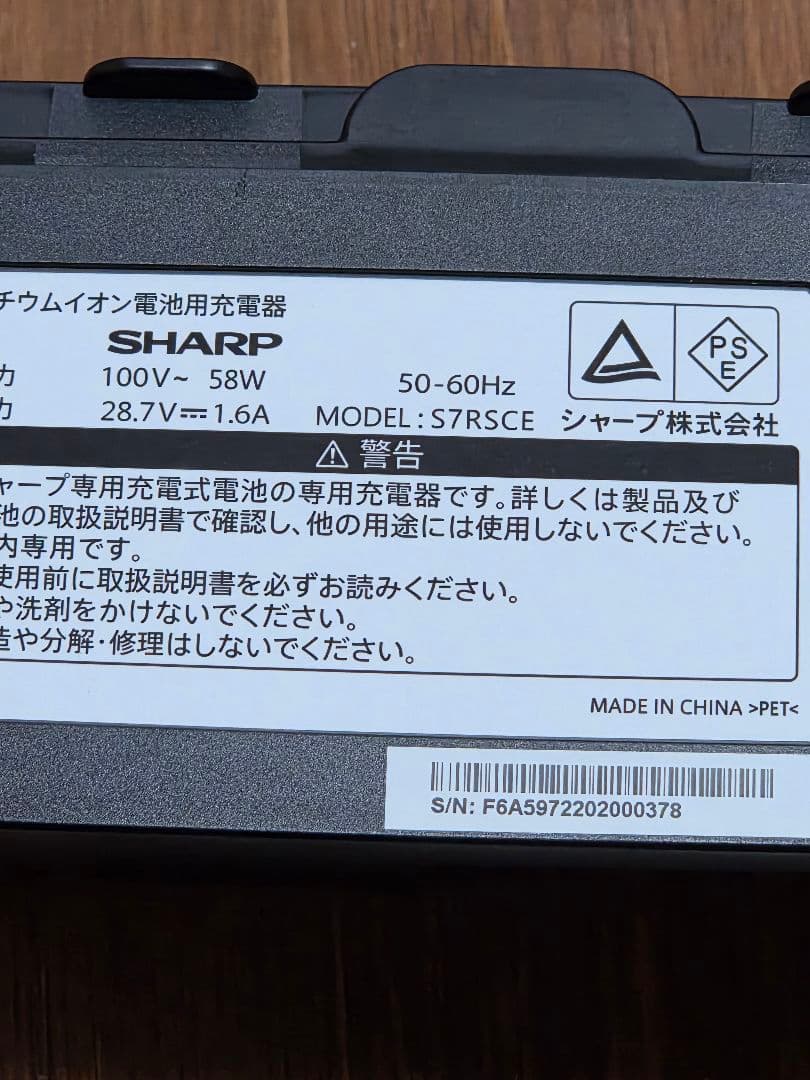 チウムイオン電池用充電器
SHARP
力 100V~ 58W 50-60Hz
力 28.7V⎓1.6A MODEL : S7RSCE
PS
E
シャープ株式会社
⚠ 警告
ャープ専用充電式電池の専用充電器です。詳しくは製品及び
池の取扱説明書で確認し、他の用途には使用しないでください。
内専用です。
使用前に取扱説明書を必ずお読みください。
や洗剤をかけないでください。
造や分解・修理はしないでください。
MADE IN CHINA >PET<
S/N: F6A5972202000378